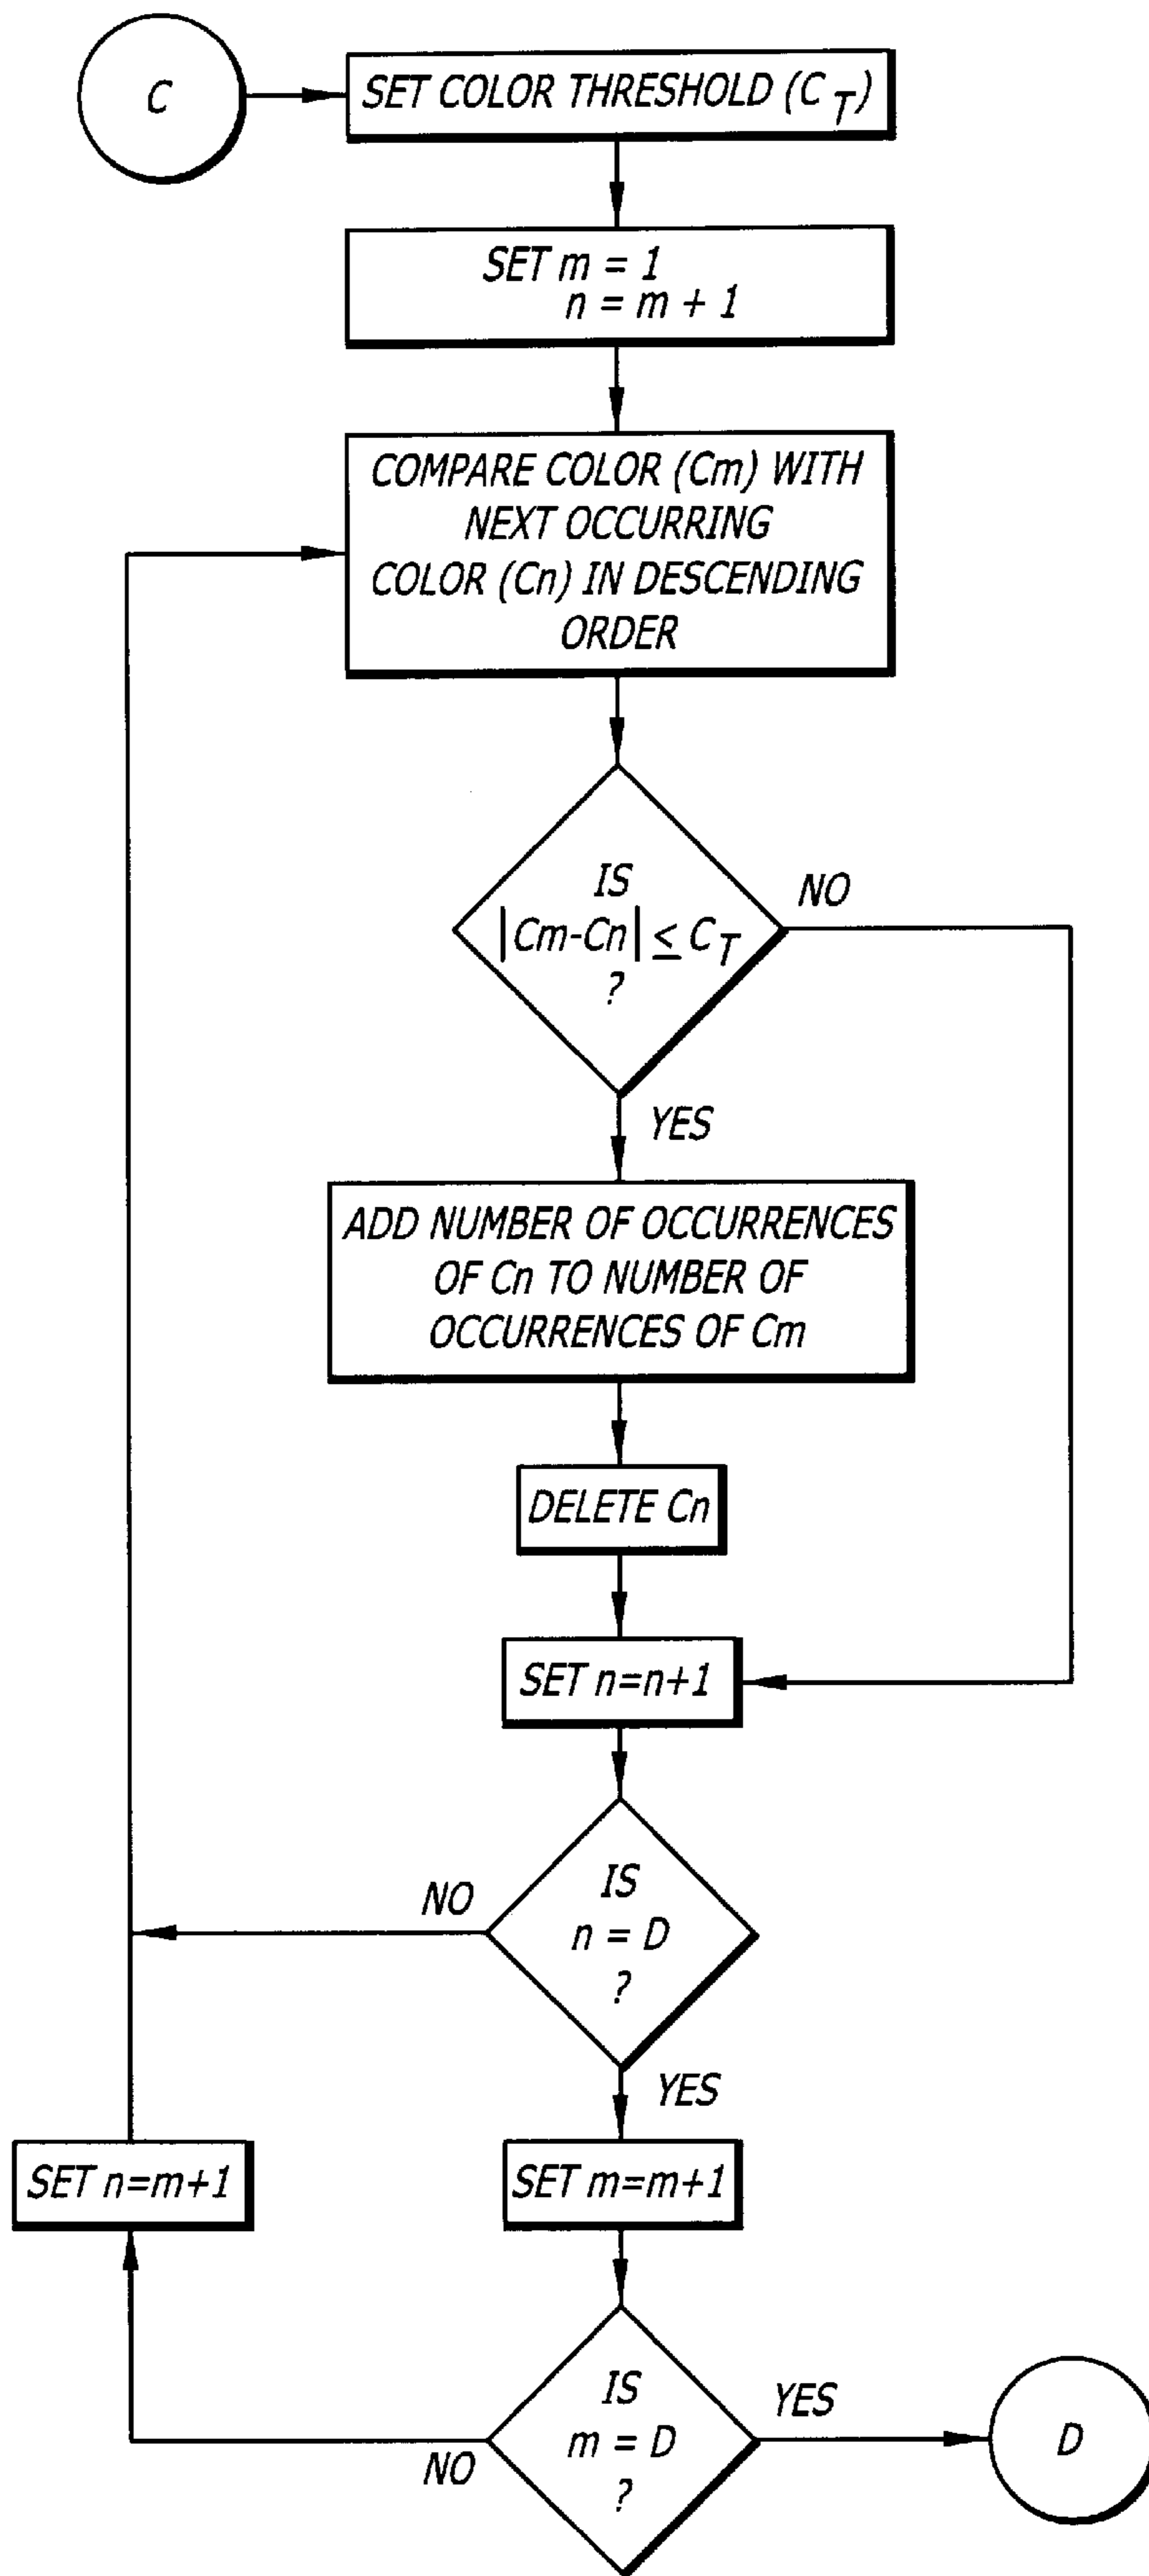 C
SET COLOR THRESHOLD (C T)
SET m = 1
n = m + 1
COMPARE COLOR (Cm) WITH
NEXT OCCURRING
COLOR (Cn) IN DESCENDING
ORDER
IS
|Cm-Cn| ≤ C T
?
NO
YES
ADD NUMBER OF OCCURRENCES
OF Cn TO NUMBER OF
OCCURRENCES OF Cm
DELETE Cn
SET n=n+1
IS
n = D
?
NO
YES
SET n=m+1
SET m=m+1
IS
m = D
?
NO
YES
D